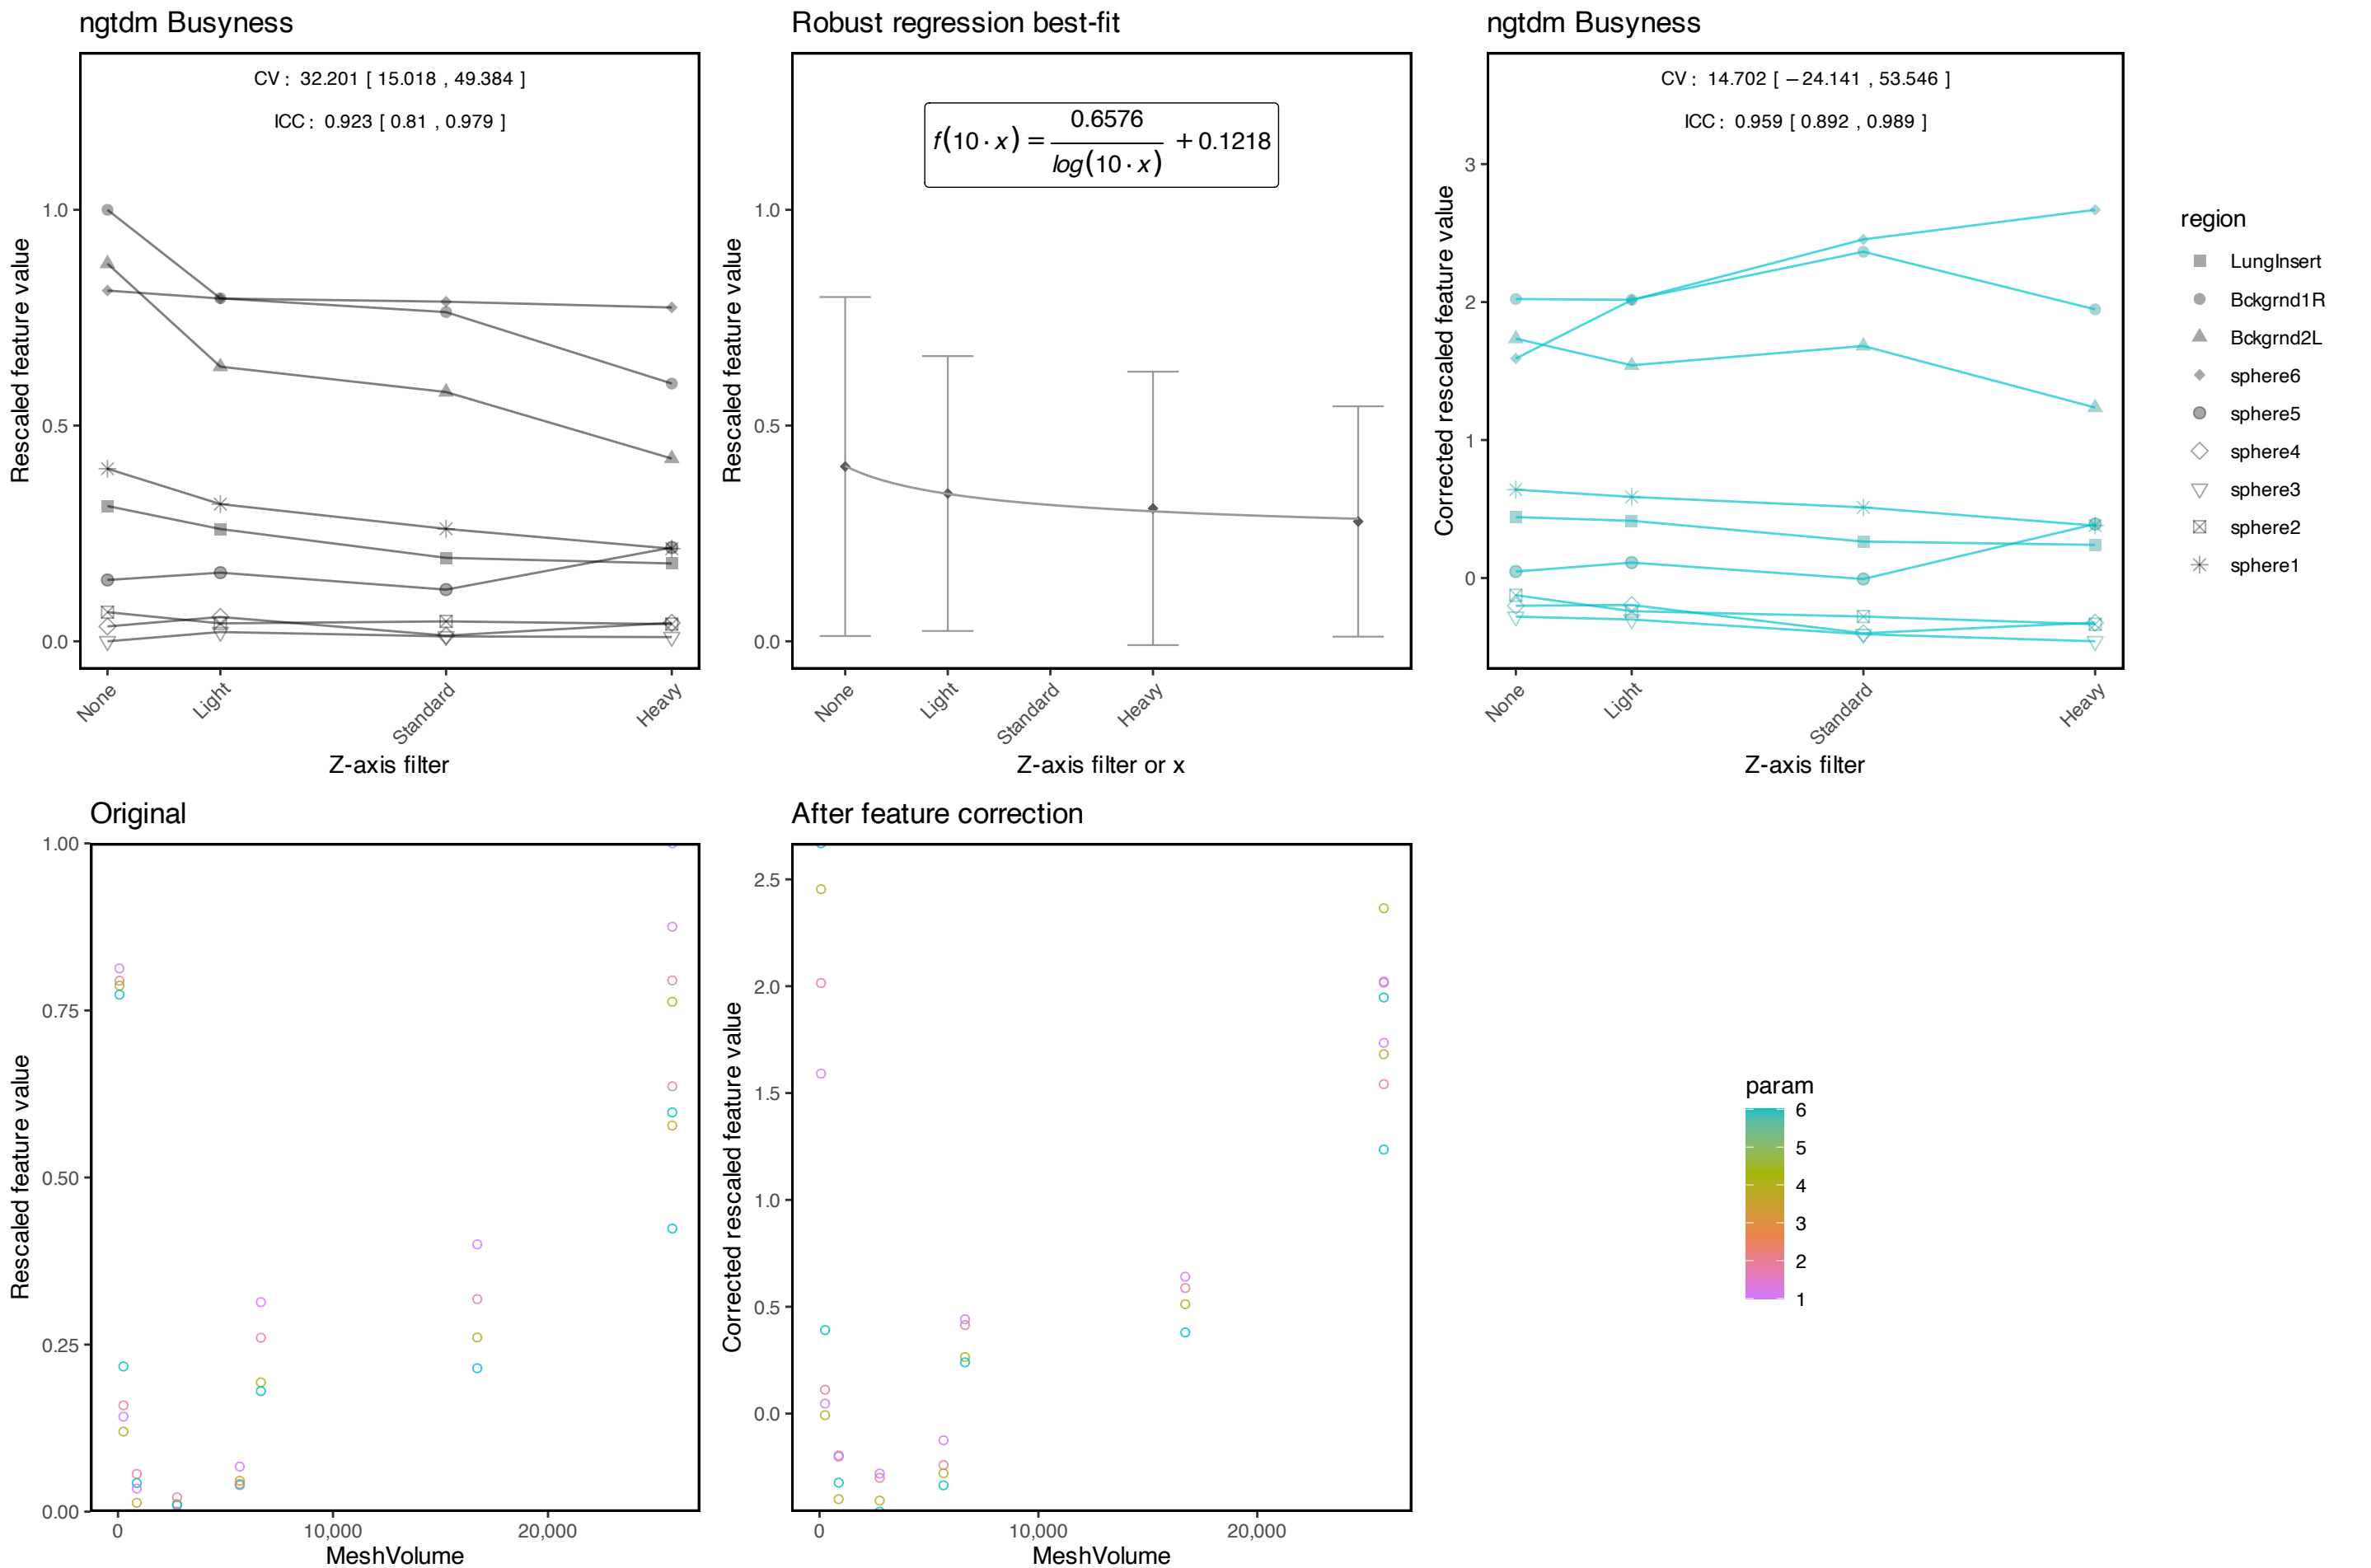 ngtdm Busyness
CV : 32.201 [ 15.018 , 49.384 ]
ICC : 0.923 [ 0.81 , 0.979 ]
Rescaled feature value
1.0
0.5
0.0
None
Light
Standard
Heavy
Z-axis filter
Robust regression best-fit
f(10 · x) = 0.6576 / log(10 · x) + 0.1218
Rescaled feature value
1.0
0.5
0.0
None
Light
Standard
Heavy
Z-axis filter or x
ngtdm Busyness
CV : 14.702 [ −24.141 , 53.546 ]
ICC : 0.959 [ 0.892 , 0.989 ]
Corrected rescaled feature value
3
2
1
0
None
Light
Standard
Heavy
Z-axis filter
region
LungInsert
Bckgrnd1R
Bckgrnd2L
sphere6
sphere5
sphere4
sphere3
sphere2
sphere1
Original
Rescaled feature value
1.00
0.75
0.50
0.25
0.00
0
10,000
20,000
MeshVolume
After feature correction
Corrected rescaled feature value
2.5
2.0
1.5
1.0
0.5
0.0
0
10,000
20,000
MeshVolume
param
6
5
4
3
2
1